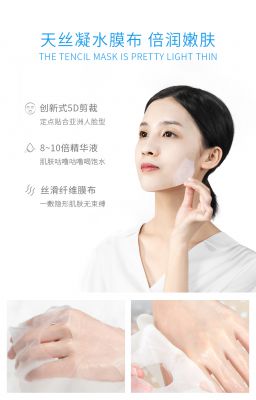 天丝凝水膜布 倍润嫩肤
THE TENCIL MASK IS PRETTY LIGHT THIN
创新式5D剪裁
定点贴合亚洲人脸型
8~10倍精华液
肌肤咕噜咕噜喝饱水
丝滑纤维膜布
一敷隐形肌肤无束缚